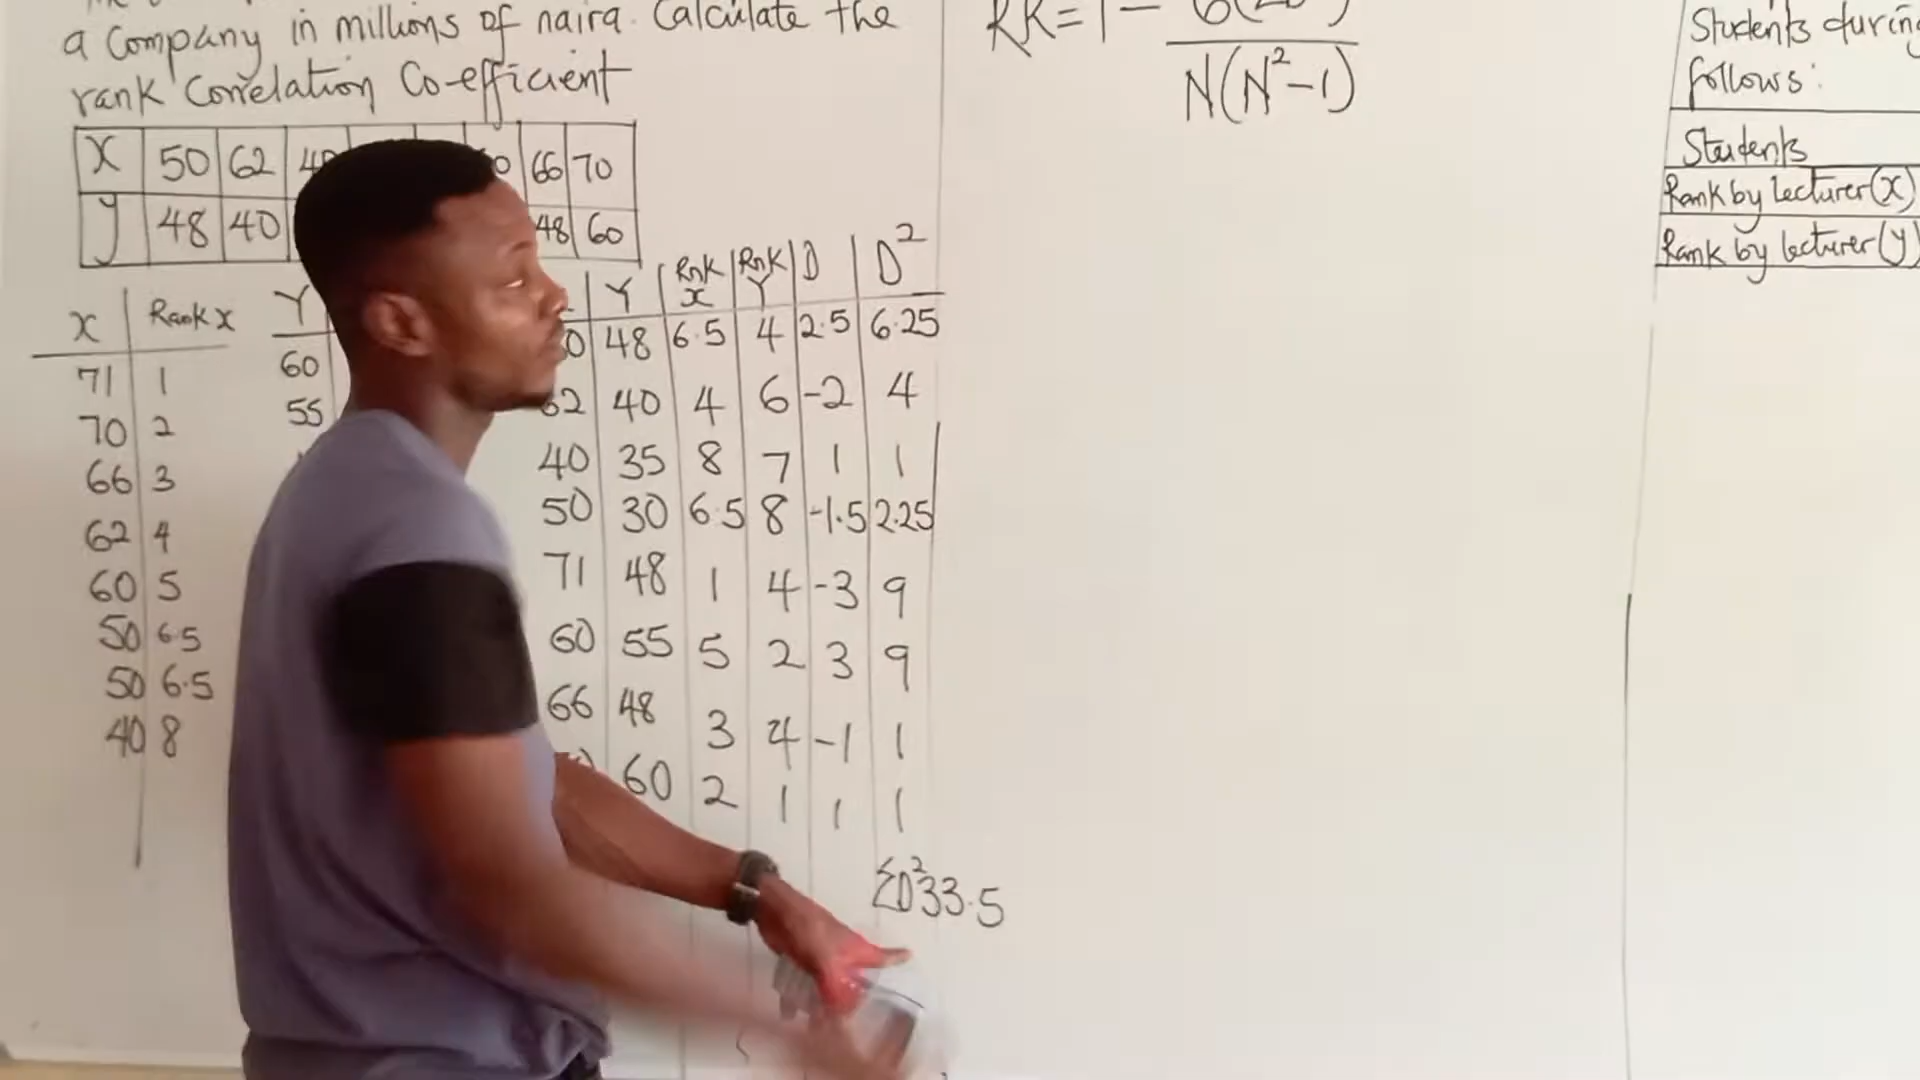 a Company in millions of naira. Calculate the
rank Correlation Co-efficient
X 50 62 40 66 70
y 48 40 48 60
X Rank x
71 1
70 2
66 3
62 4
60 5
50 6.5
50 6.5
40 8
Y
60
55
Y Rnk x Rnk Y D D²
48 6.5 4 2.5 6.25
62 40 4 6 -2 4
40 35 8 7 1 1
50 30 6.5 8 -1.5 2.25
71 48 1 4 -3 9
60 55 5 2 3 9
66 48 3 4 -1 1
60 2 1 1 1
ΣD² 33.5
RK = 1 - 6(
N(N²-1)
Students during
follows:
Students
Rank by Lecturer (x)
Rank by lecturer (y)